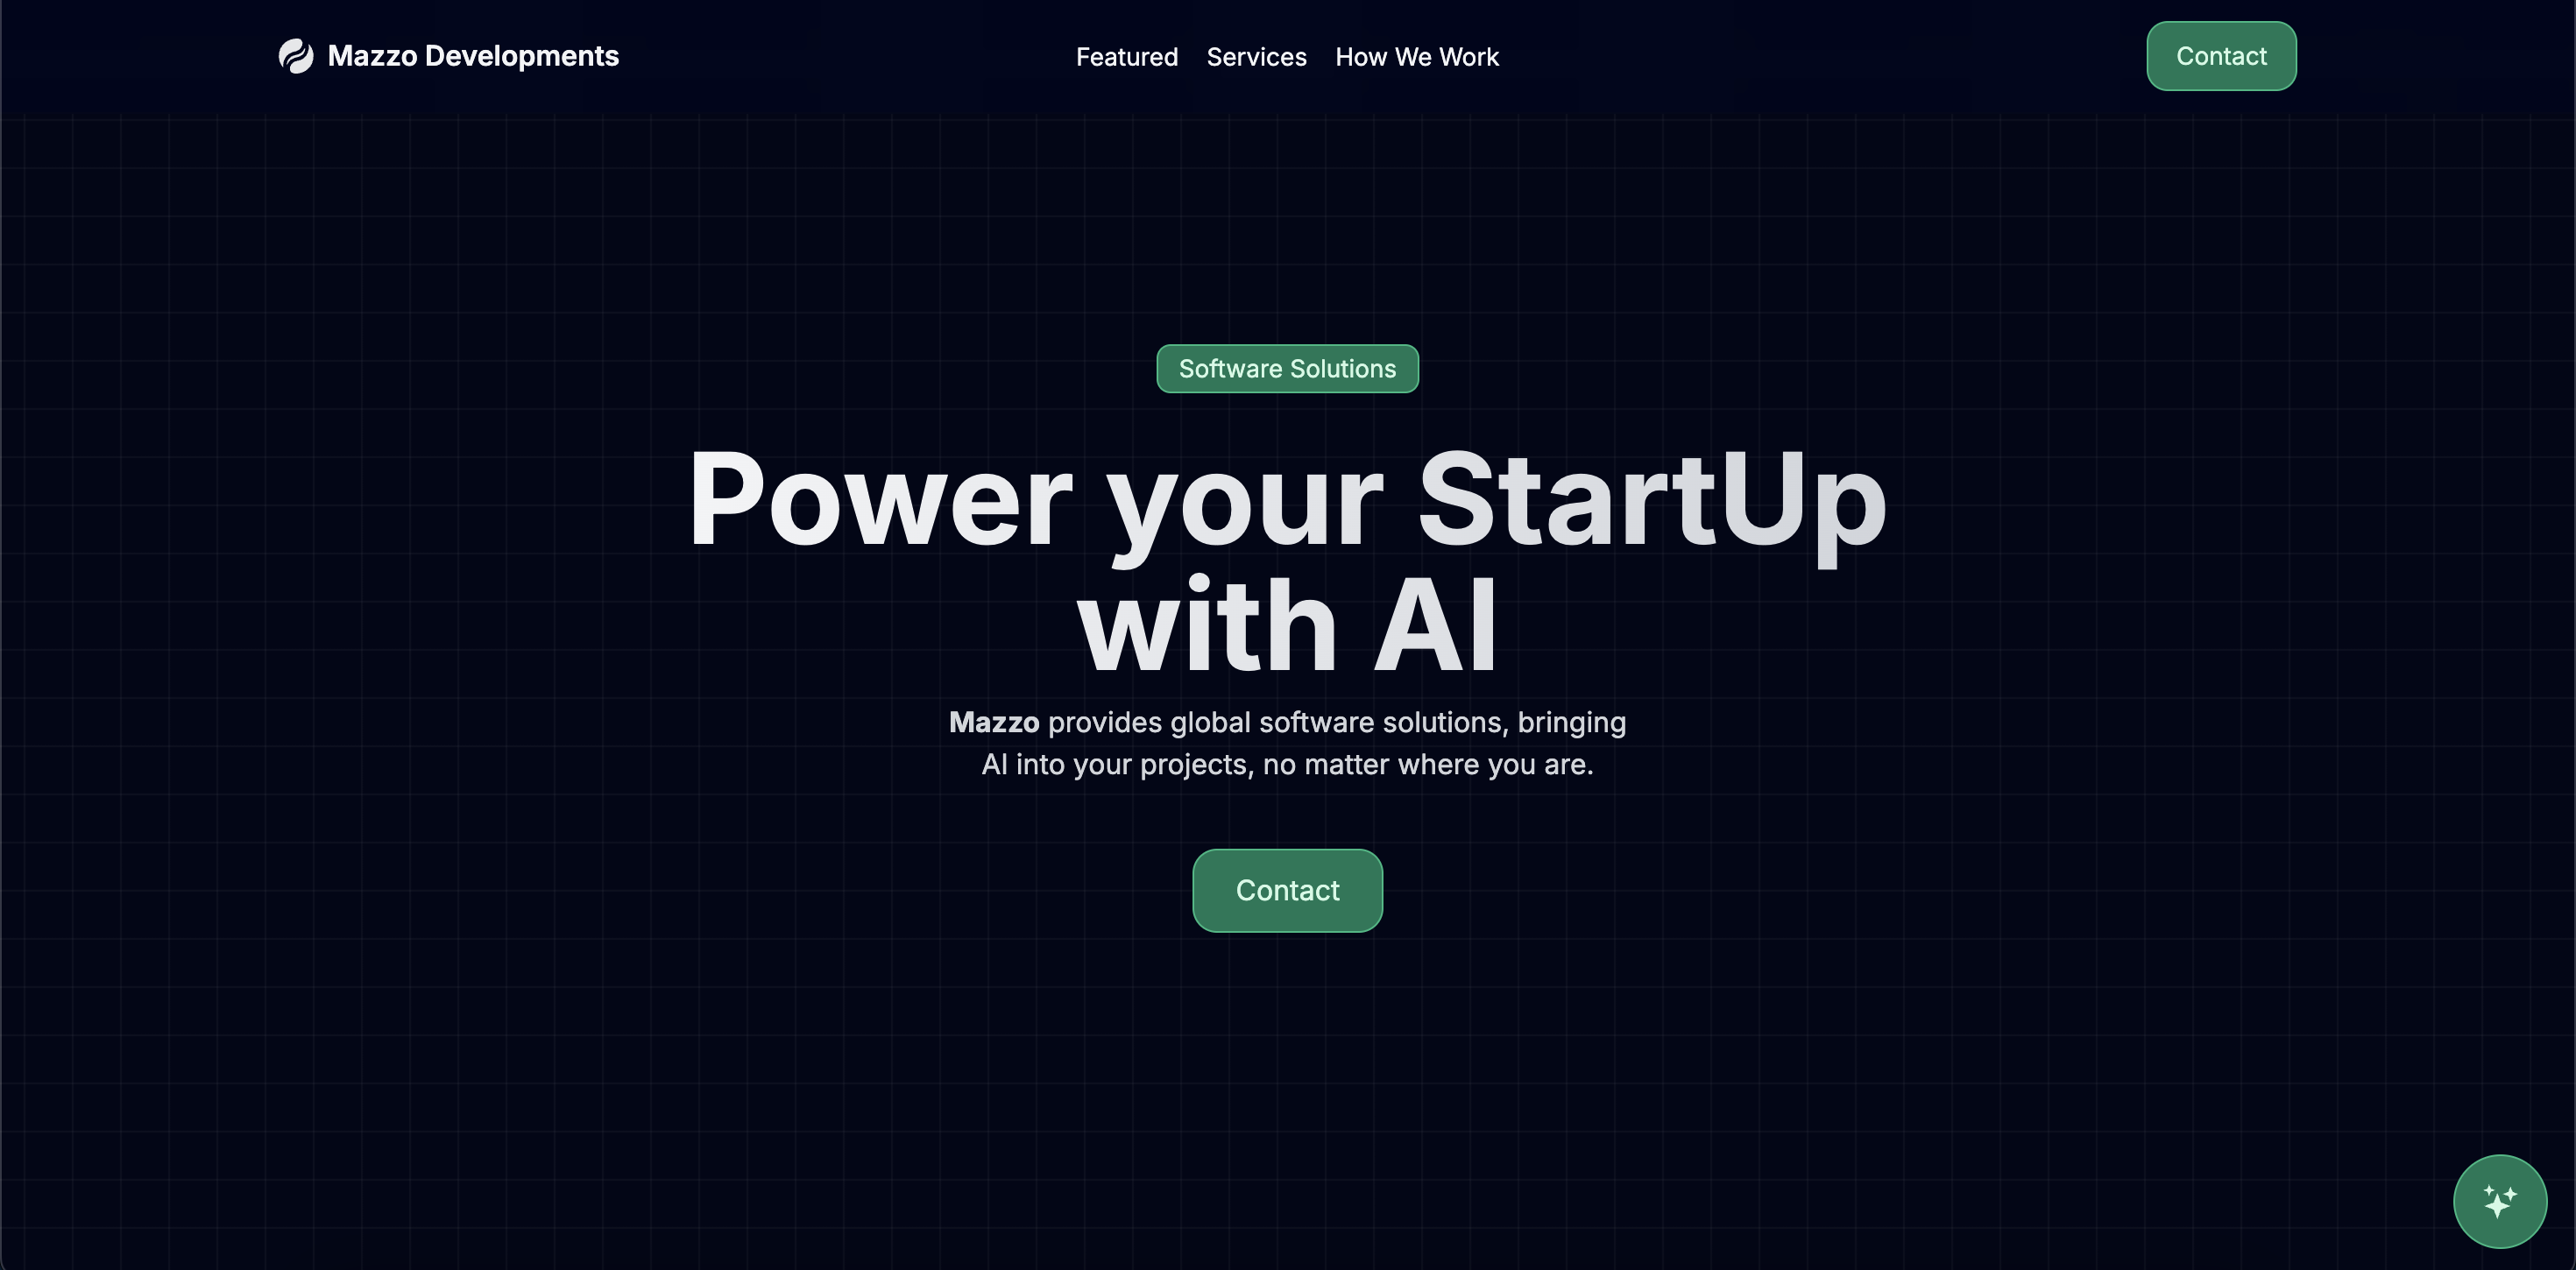 Mazzo Developments
Featured
Services
How We Work
Contact
Software Solutions
Power your StartUp
with AI
Mazzo provides global software solutions, bringing
AI into your projects, no matter where you are.
Contact